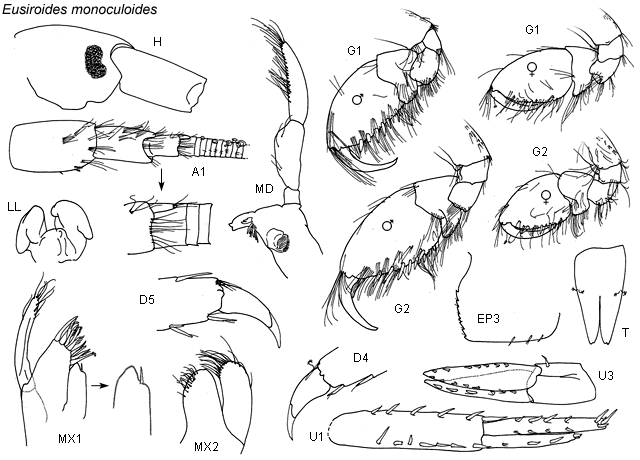 Eusiroides monoculoides
H
G1
G1
♂
♀
A1
MD
G2
LL
♂
♀
D5
G2
EP3
T
D4
U3
MX1
MX2
U1